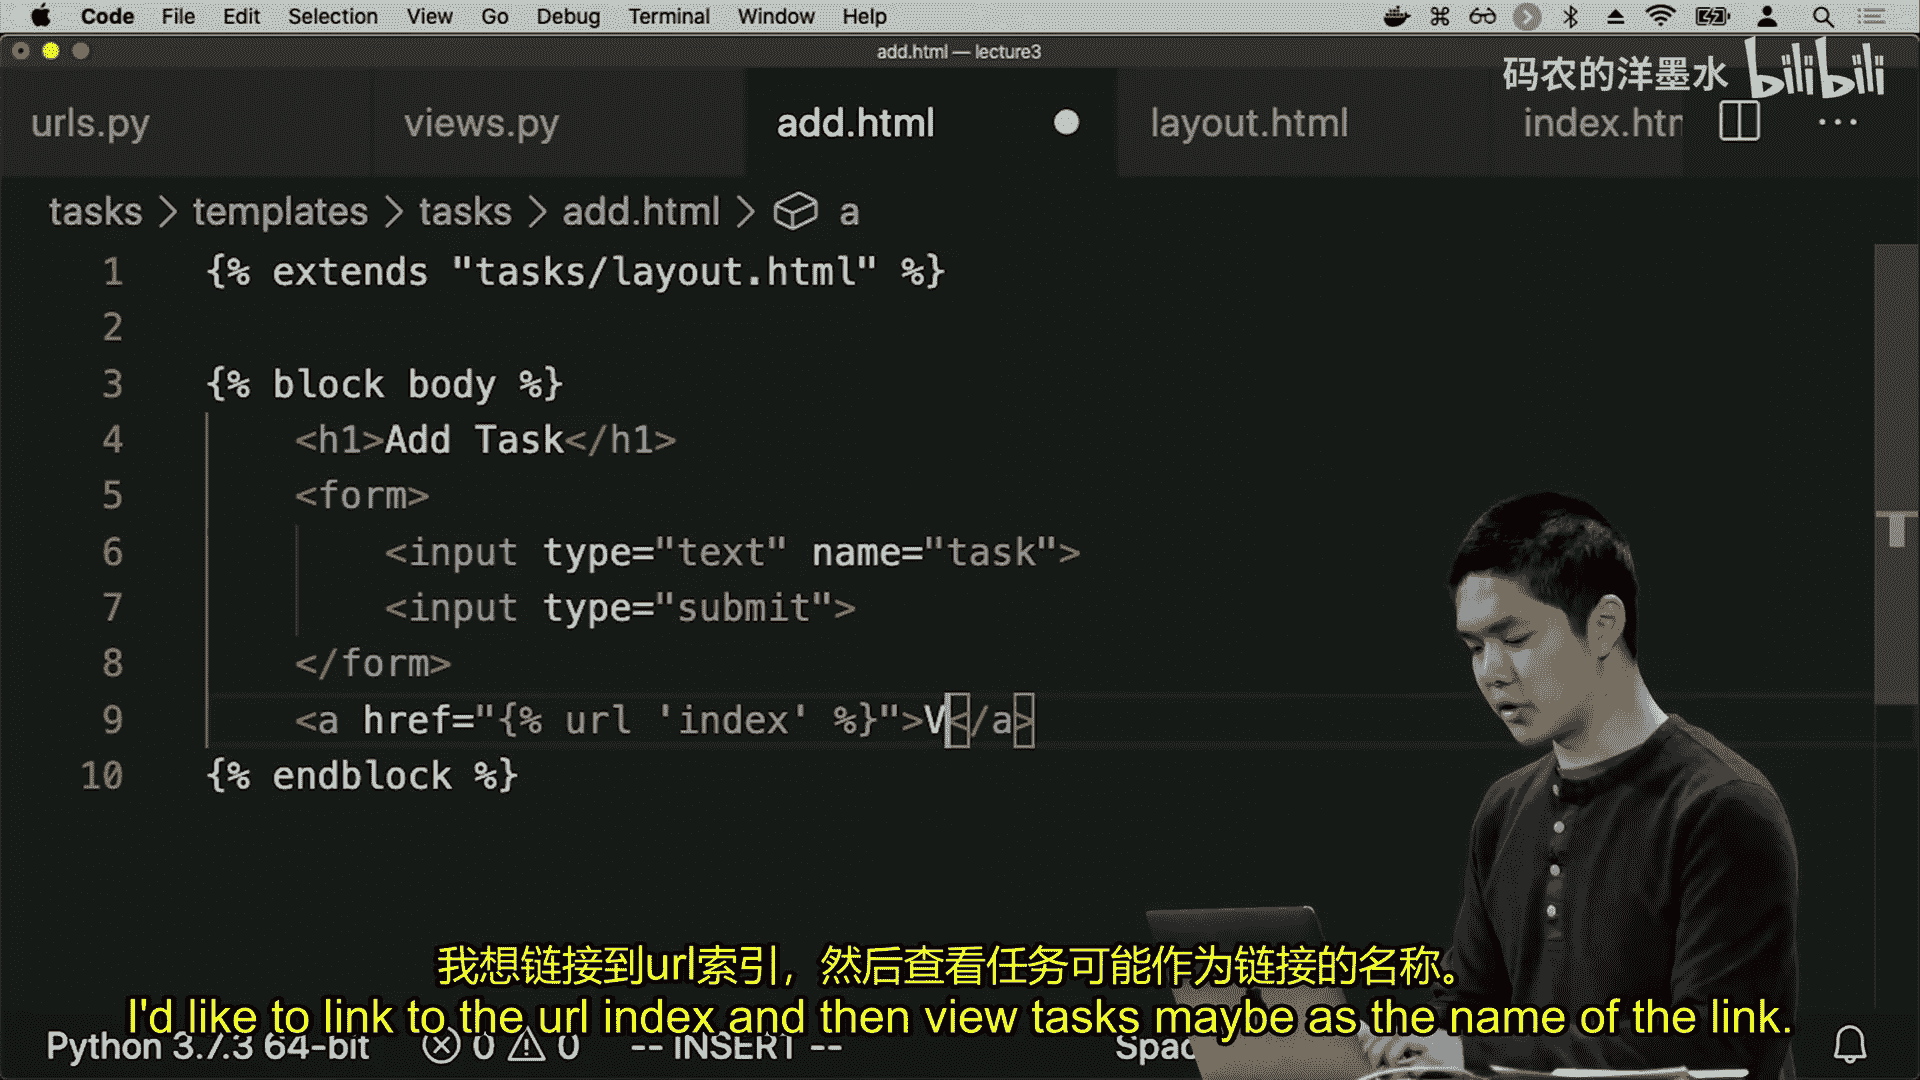 Code File Edit Selection View Go Debug Terminal Window Help
add.html — lecture3
码农的洋墨水 bilibili
urls.py views.py add.html layout.html index.htm
tasks > templates > tasks > add.html > a
1 {% extends "tasks/layout.html" %}
2
3 {% block body %}
4 <h1>Add Task</h1>
5 <form>
6 <input type="text" name="task">
7 <input type="submit">
8 </form>
9 <a href="{% url 'index' %}">V</a>
10 {% endblock %}
我想链接到url索引，然后查看任务可能作为链接的名称。
I'd like to link to the url index and then view tasks maybe as the name of the link.
Python 3.7.3 64-bit 0 0 -- INSERT -- Spac